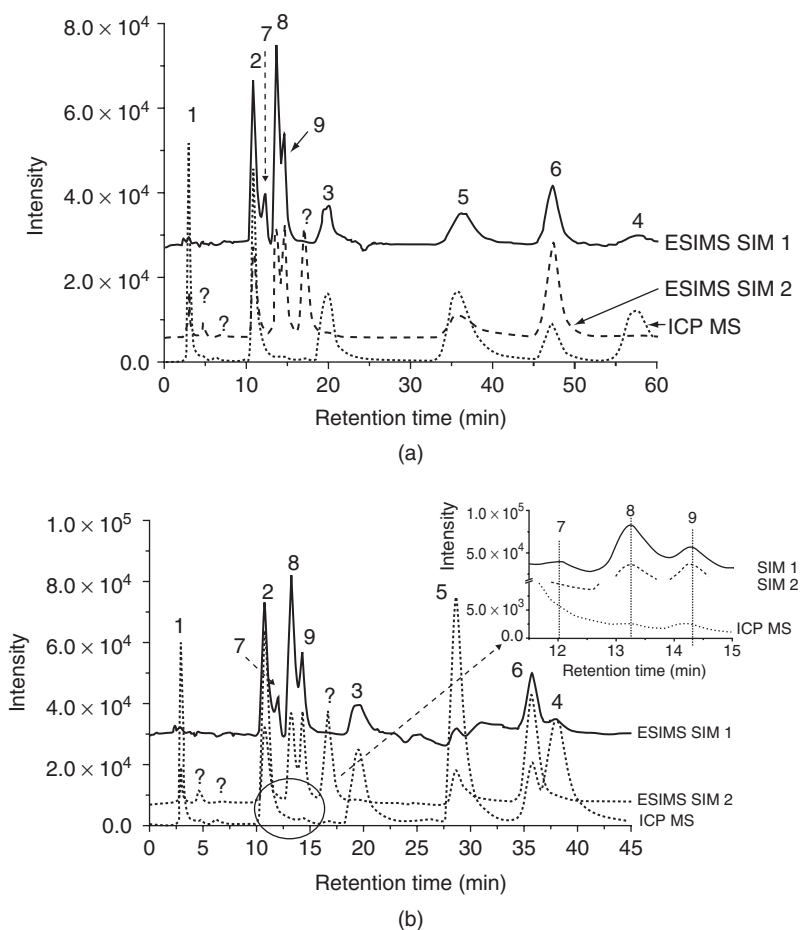 8.0 × 10⁴
6.0 × 10⁴
4.0 × 10⁴
2.0 × 10⁴
0.0
Intensity
0 10 20 30 40 50 60
Retention time (min)
1 2 7 8 9 3 5 6 4
? ? ?
ESIMS SIM 1
ESIMS SIM 2
ICP MS
(a)
1.0 × 10⁵
8.0 × 10⁴
6.0 × 10⁴
4.0 × 10⁴
2.0 × 10⁴
0.0
Intensity
0 5 10 15 20 25 30 35 40 45
Retention time (min)
1 2 7 8 9 3 5 6 4
? ? ?
ESIMS SIM 1
ESIMS SIM 2
ICP MS
1.0 × 10⁵
5.0 × 10⁴
5.0 × 10³
0.0
Intensity
7 8 9
SIM 1
SIM 2
ICP MS
12 13 14 15
Retention time (min)
(b)